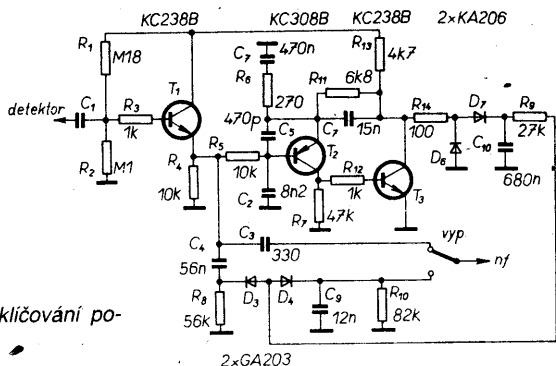 KC238B KC308B KC238B 2×KA206
R1 M18
C7 470n
R13 4k7
R6 270
R11 6k8
T1
detektor C1
R3 1k
470p C5
C7 15n
R14 100
D7
R9 27k
R2 M1
R4 10k
R5 10k
T2
R12 1k
T3
D6
C10 680n
C2 8n2
R7 47k
C3 330
vyp.
nf
C4 56n
R8 56k
D3 D4
C9 12n
R10 82k
klíčování po-
2×GA203